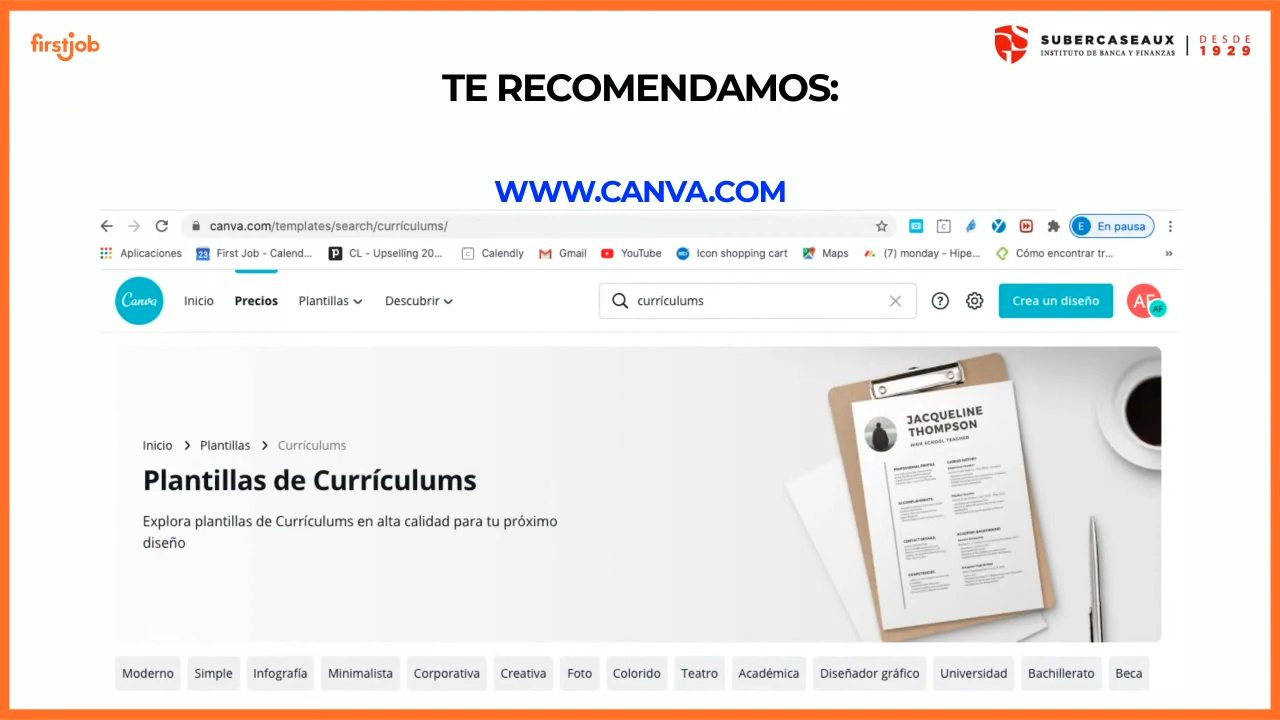 firstjob
SUBERCASEAUX
INSTITUTO DE BANCA Y FINANZAS
DESDE
1929
TE RECOMENDAMOS:
WWW.CANVA.COM
canva.com/templates/search/currículums/
E En pausa
Aplicaciones
23 First Job - Calend...
CL - Upselling 20...
Calendly
Gmail
YouTube
Icon shopping cart
Maps
(7) monday - Hipe...
Cómo encontrar tr...
»
Canva
Inicio
Precios
Plantillas
Descubrir
currículums
Crea un diseño
AF
AF
JACQUELINE
THOMPSON
HIGH SCHOOL TEACHER
Inicio > Plantillas > Currículums
Plantillas de Currículums
Explora plantillas de Currículums en alta calidad para tu próximo
diseño
Moderno
Simple
Infografía
Minimalista
Corporativa
Creativa
Foto
Colorido
Teatro
Académica
Diseñador gráfico
Universidad
Bachillerato
Beca